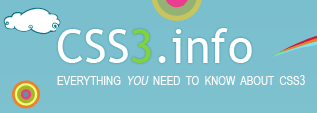 CSS3.info
EVERYTHING YOU NEED TO KNOW ABOUT CSS3